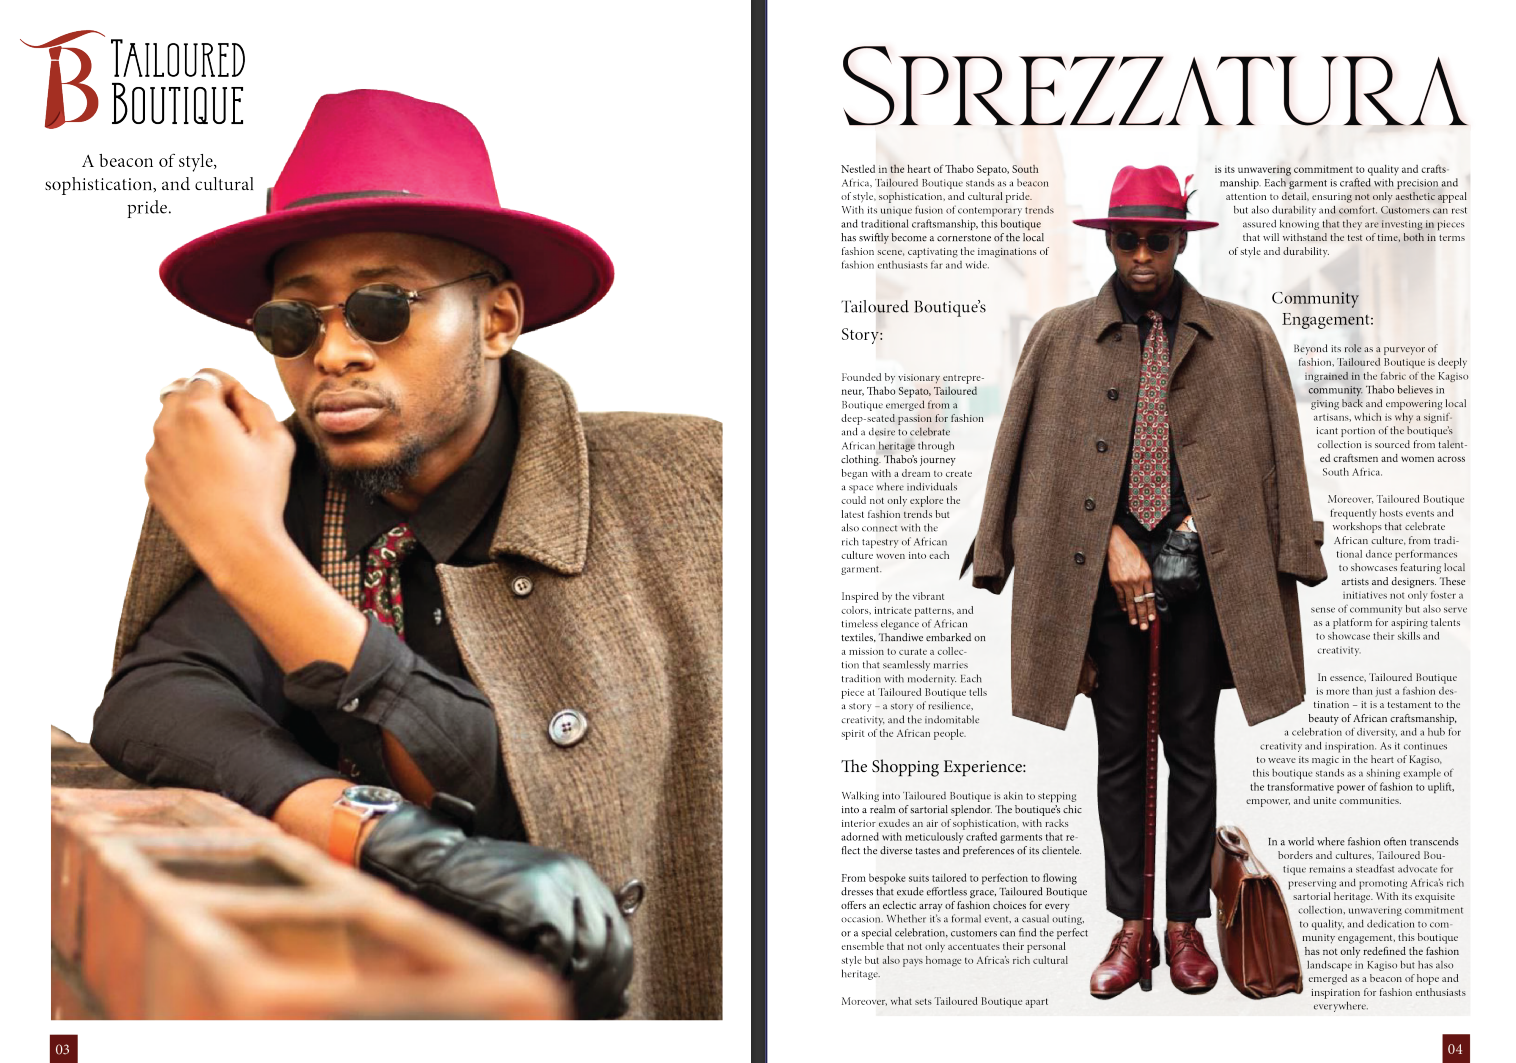 TAILOURED
BOUTIQUE
A beacon of style,
sophistication, and cultural
pride.
03
SPREZZATURA
Nestled in the heart of Thabo Sepato, South
Africa, Tailoured Boutique stands as a beacon
of style, sophistication, and cultural pride.
With its unique fusion of contemporary trends
and traditional craftsmanship, this boutique
has swiftly become a cornerstone of the local
fashion scene, captivating the imaginations of
fashion enthusiasts far and wide.
Tailoured Boutique's
Story:
Founded by visionary entrepre-
neur, Thabo Sepato, Tailoured
Boutique emerged from a
deep-seated passion for fashion
and a desire to celebrate
African heritage through
clothing. Thabo's journey
began with a dream to create
a space where individuals
could not only explore the
latest fashion trends but
also connect with the
rich tapestry of African
culture woven into each
garment.
Inspired by the vibrant
colors, intricate patterns, and
timeless elegance of African
textiles, Thandiwe embarked on
a mission to curate a collec-
tion that seamlessly marries
tradition with modernity. Each
piece at Tailoured Boutique tells
a story – a story of resilience,
creativity, and the indomitable
spirit of the African people.
The Shopping Experience:
Walking into Tailoured Boutique is akin to stepping
into a realm of sartorial splendor. The boutique's chic
interior exudes an air of sophistication, with racks
adorned with meticulously crafted garments that re-
flect the diverse tastes and preferences of its clientele.
From bespoke suits tailored to perfection to flowing
dresses that exude effortless grace, Tailoured Boutique
offers an eclectic array of fashion choices for every
occasion. Whether it's a formal event, a casual outing,
or a special celebration, customers can find the perfect
ensemble that not only accentuates their personal
style but also pays homage to Africa's rich cultural
heritage.
Moreover, what sets Tailoured Boutique apart
is its unwavering commitment to quality and crafts-
manship. Each garment is crafted with precision and
attention to detail, ensuring not only aesthetic appeal
but also durability and comfort. Customers can rest
assured knowing that they are investing in pieces
that will withstand the test of time, both in terms
of style and durability.
Community
Engagement:
Beyond its role as a purveyor of
fashion, Tailoured Boutique is deeply
ingrained in the fabric of the Kagiso
community. Thabo believes in
giving back and empowering local
artisans, which is why a signif-
icant portion of the boutique's
collection is sourced from talent-
ed craftsmen and women across
South Africa.
Moreover, Tailoured Boutique
frequently hosts events and
workshops that celebrate
African culture, from tradi-
tional dance performances
to showcases featuring local
artists and designers. These
initiatives not only foster a
sense of community but also serve
as a platform for aspiring talents
to showcase their skills and
creativity.
In essence, Tailoured Boutique
is more than just a fashion des-
tination – it is a testament to the
beauty of African craftsmanship,
a celebration of diversity, and a hub for
creativity and inspiration. As it continues
to weave its magic in the heart of Kagiso,
this boutique stands as a shining example of
the transformative power of fashion to uplift,
empower, and unite communities.
In a world where fashion often transcends
borders and cultures, Tailoured Bou-
tique remains a steadfast advocate for
preserving and promoting Africa's rich
sartorial heritage. With its exquisite
collection, unwavering commitment
to quality, and dedication to com-
munity engagement, this boutique
has not only redefined the fashion
landscape in Kagiso but has also
emerged as a beacon of hope and
inspiration for fashion enthusiasts
everywhere.
04